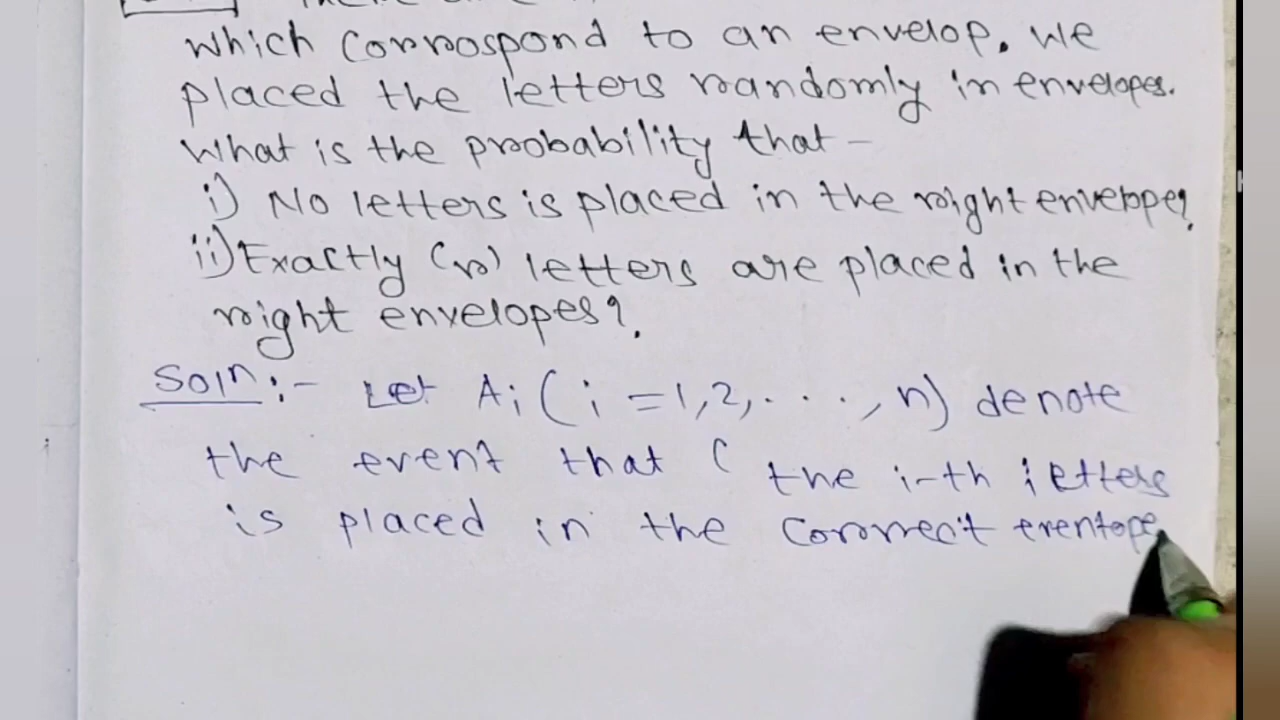 which correspond to an envelop. We
placed the letters randomly in envelopes.
What is the probability that –
i) No letters is placed in the right envelope?
ii) Exactly (r) letters are placed in the
right envelopes?
Soln:- Let Ai (i = 1, 2, . . . , n) denote
the event that ( the i-th letters
is placed in the correct